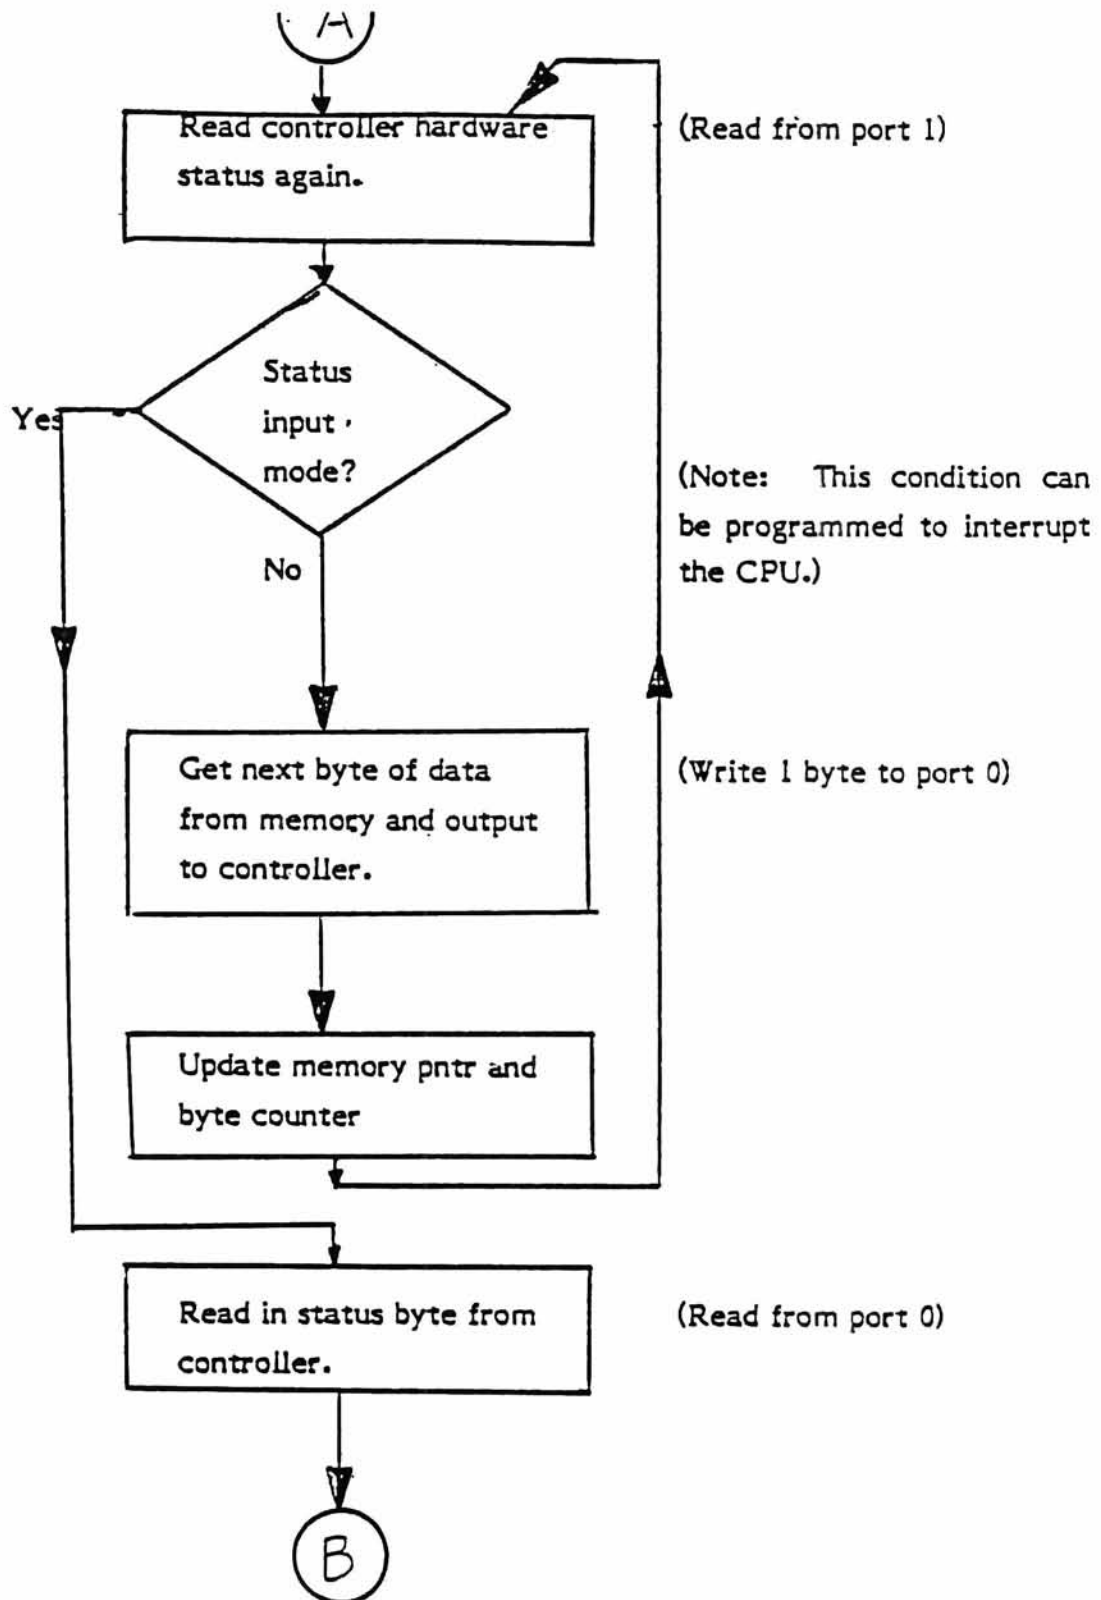 A
Read controller hardware
status again.
(Read from port 1)
Status
input
mode?
Yes
No
(Note: This condition can
be programmed to interrupt
the CPU.)
Get next byte of data
from memory and output
to controller.
(Write 1 byte to port 0)
Update memory pntr and
byte counter
Read in status byte from
controller.
(Read from port 0)
B